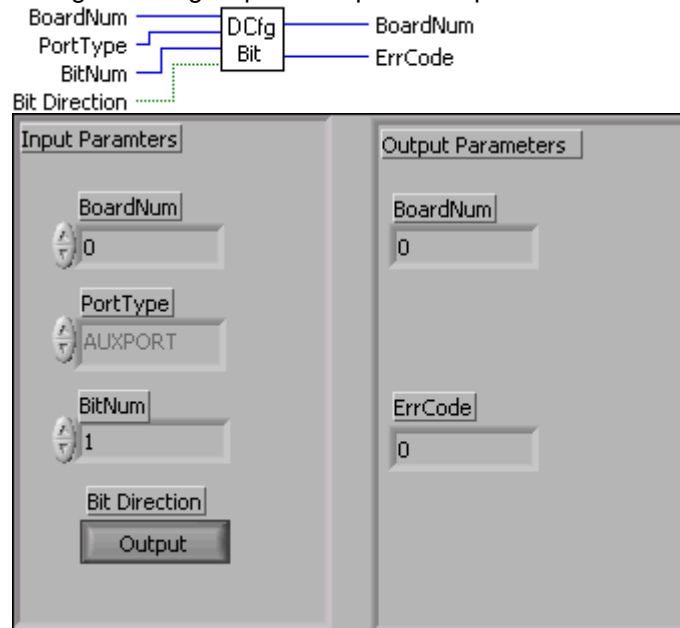 BoardNum
PortType
BitNum
Bit Direction
DCfg
Bit
BoardNum
ErrCode
Input Paramters
BoardNum
0
PortType
AUXPORT
BitNum
1
Bit Direction
Output
Output Parameters
BoardNum
0
ErrCode
0